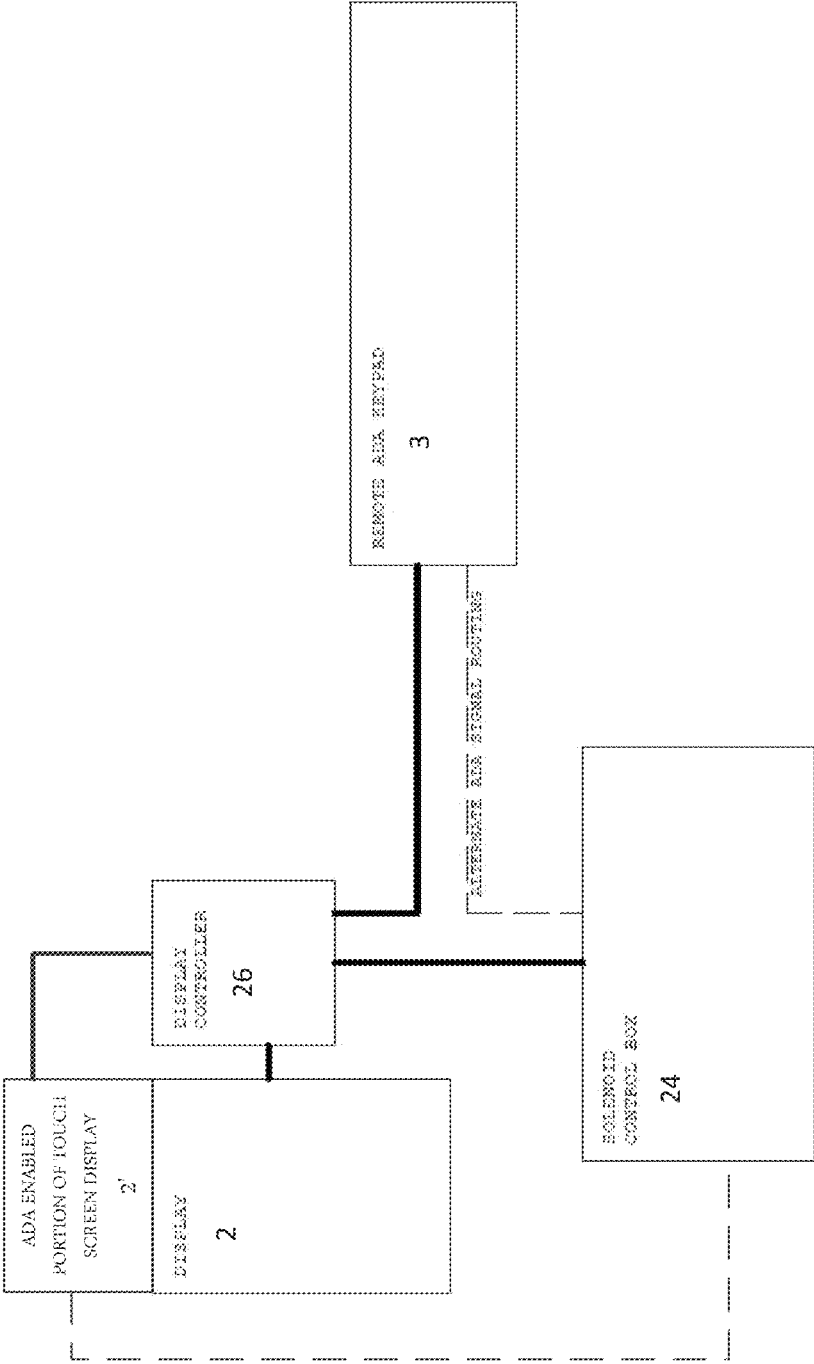 ADA ENABLED
PORTION OF TOUCH
SCREEN DISPLAY
2'
DISPLAY
2
DISPLAY
CONTROLLER
26
REMOTE ADA KEYPAD
3
ALTERNATE ADA SIGNAL ROUTING
SOLENOID
CONTROL BOX
24